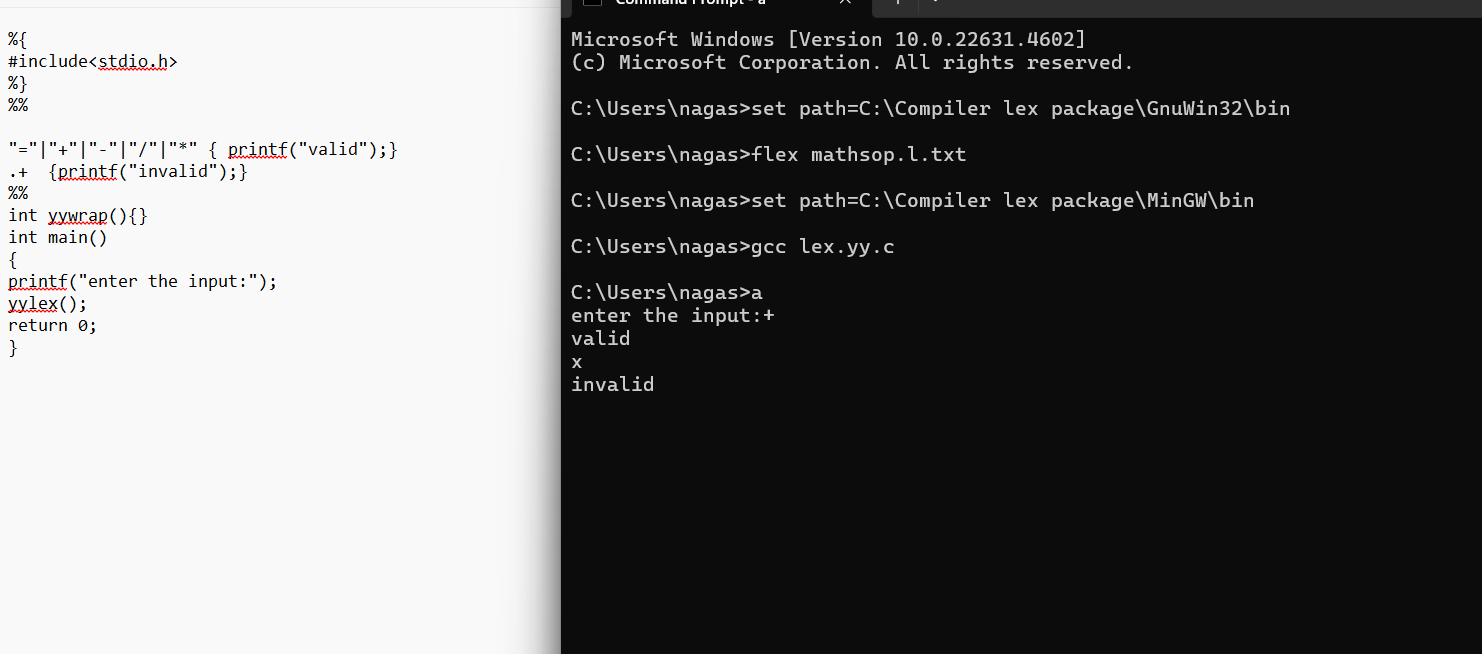 %{
#include<stdio.h>
%}
%%
"="|"+"|"-"|"/"|"*" { printf("valid");}
.+  {printf("invalid");}
%%
int yywrap(){}
int main()
{
printf("enter the input:");
yylex();
return 0;
}
Command Prompt - a
Microsoft Windows [Version 10.0.22631.4602]
(c) Microsoft Corporation. All rights reserved.
C:\Users\nagas>set path=C:\Compiler lex package\GnuWin32\bin
C:\Users\nagas>flex mathsop.l.txt
C:\Users\nagas>set path=C:\Compiler lex package\MinGW\bin
C:\Users\nagas>gcc lex.yy.c
C:\Users\nagas>a
enter the input:+
valid
x
invalid